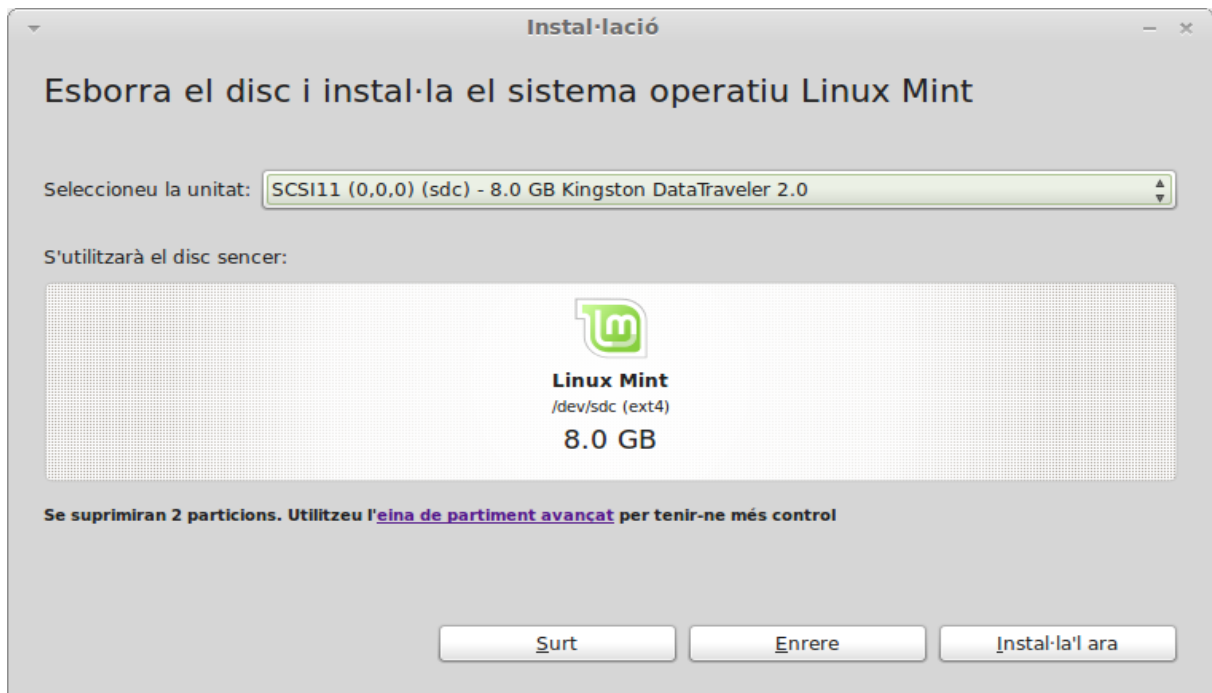 Instal·lació
Esborra el disc i instal·la el sistema operatiu Linux Mint
Seleccioneu la unitat: SCSI11 (0,0,0) (sdc) - 8.0 GB Kingston DataTraveler 2.0
S'utilitzarà el disc sencer:
lm
Linux Mint
/dev/sdc (ext4)
8.0 GB
Se suprimiran 2 particions. Utilitzeu l'eina de partiment avançat per tenir-ne més control
Surt Enrere Instal·la'l ara